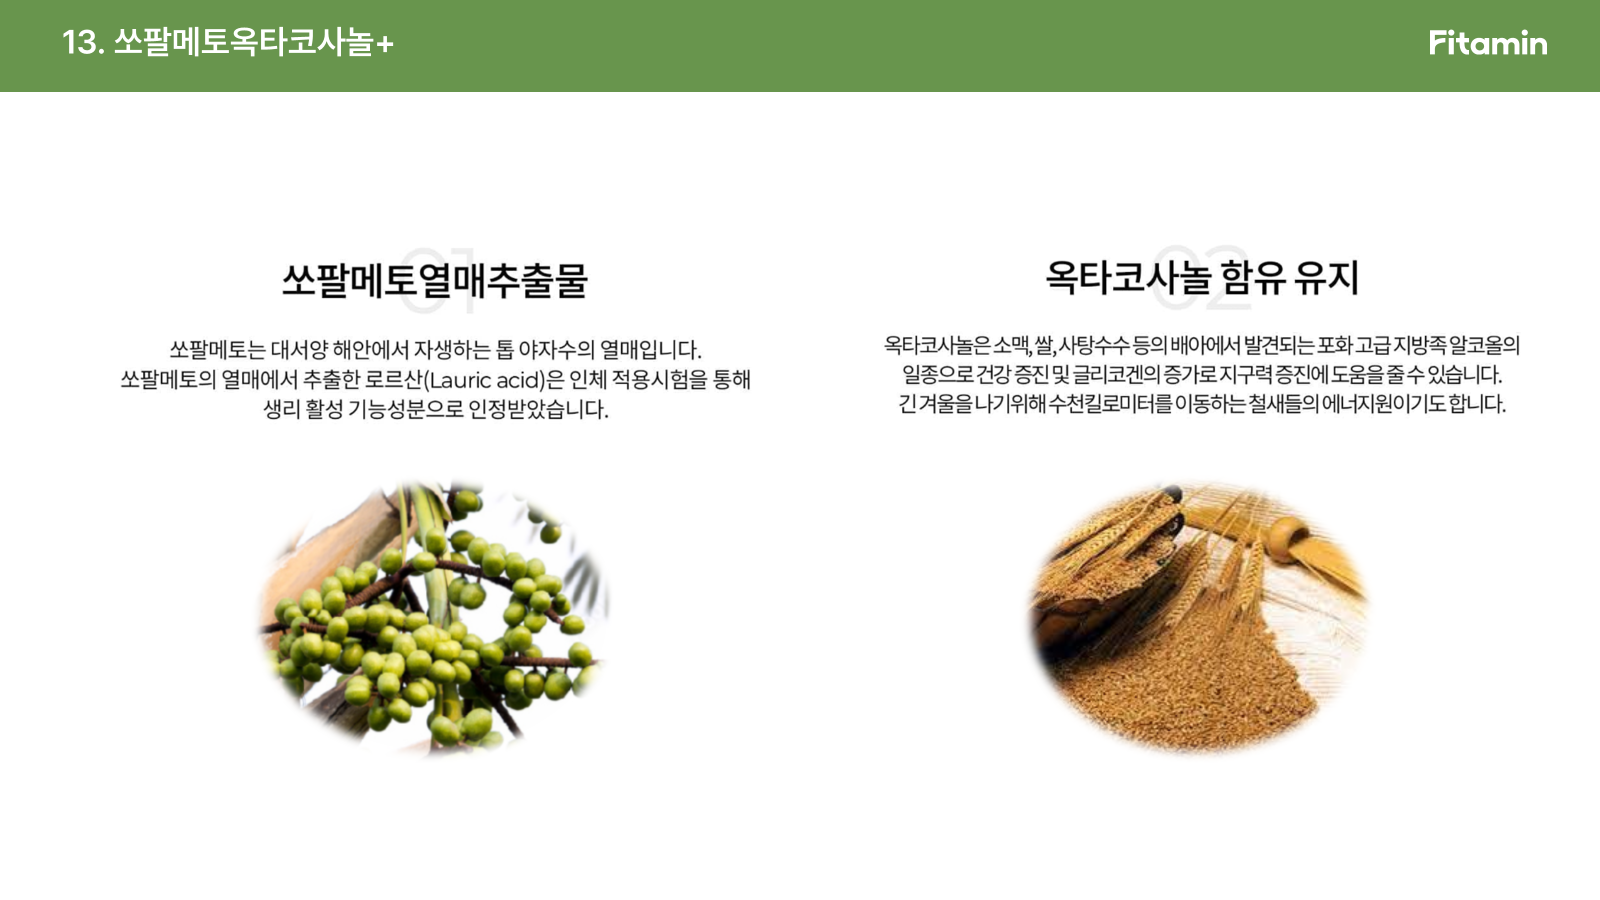 13. 쏘팔메토옥타코사놀+
Fitamin
01
쏘팔메토열매추출물
쏘팔메토는 대서양 해안에서 자생하는 톱 야자수의 열매입니다.
쏘팔메토의 열매에서 추출한 로르산(Lauric acid)은 인체 적용시험을 통해
생리 활성 기능성분으로 인정받았습니다.
02
옥타코사놀 함유 유지
옥타코사놀은 소맥, 쌀, 사탕수수 등의 배아에서 발견되는 포화 고급 지방족 알코올의
일종으로 건강 증진 및 글리코겐의 증가로 지구력 증진에 도움을 줄 수 있습니다.
긴 겨울을 나기위해 수천킬로미터를 이동하는 철새들의 에너지원이기도 합니다.